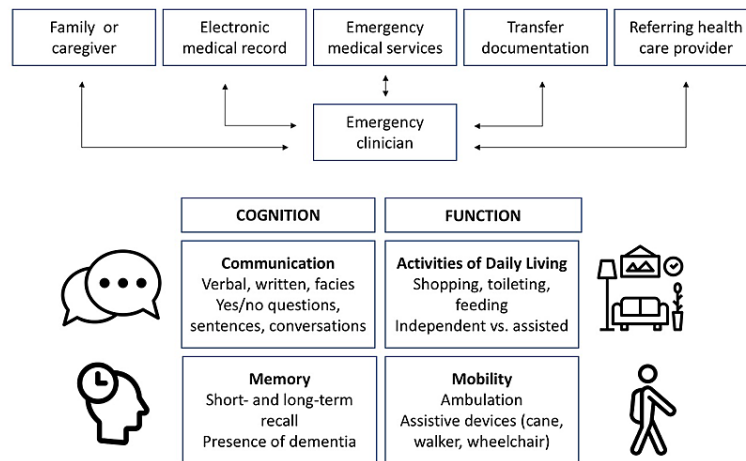 Family or
caregiver
Electronic
medical record
Emergency
medical services
Transfer
documentation
Referring health
care provider
Emergency
clinician
COGNITION
FUNCTION
Communication
Verbal, written, facies
Yes/no questions,
sentences, conversations
Activities of Daily Living
Shopping, toileting,
feeding
Independent vs. assisted
Memory
Short- and long-term
recall
Presence of dementia
Mobility
Ambulation
Assistive devices (cane,
walker, wheelchair)